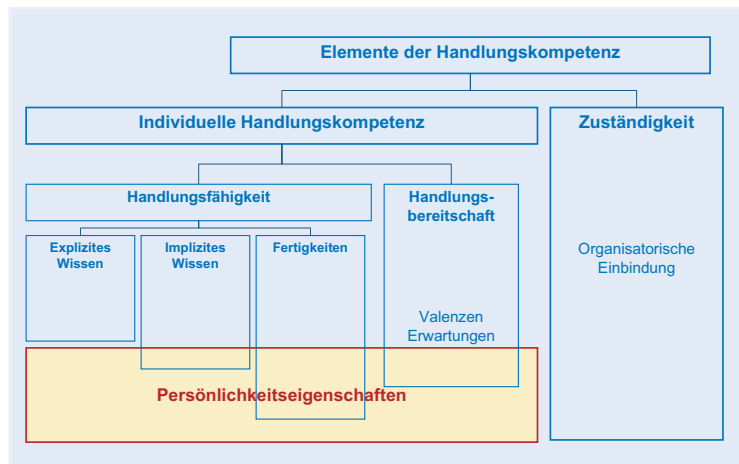 Elemente der Handlungskompetenz
Individuelle Handlungskompetenz
Zuständigkeit
Handlungsfähigkeit
Handlungs-
bereitschaft
Explizites
Wissen
Implizites
Wissen
Fertigkeiten
Organisatorische
Einbindung
Valenzen
Erwartungen
Persönlichkeitseigenschaften